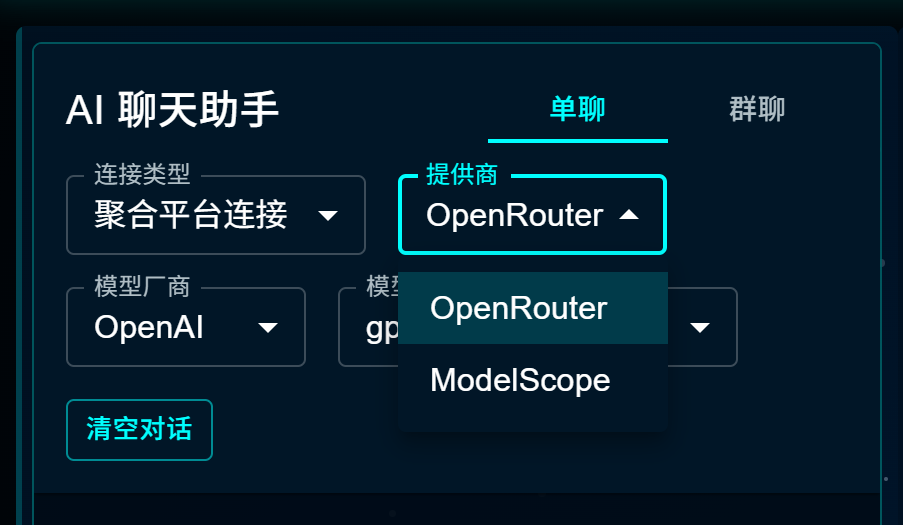 AI 聊天助手
单聊
群聊
连接类型
聚合平台连接
提供商
OpenRouter
OpenRouter
ModelScope
模型厂商
OpenAI
模
gp
清空对话